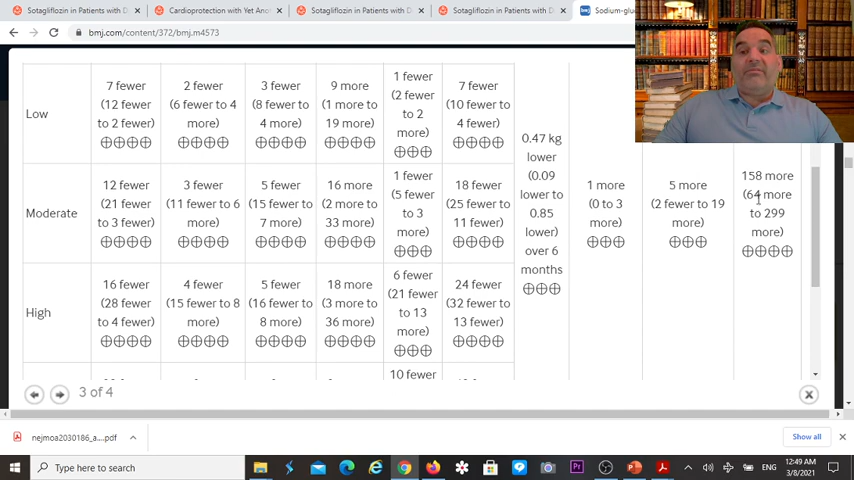 Sotagliflozin in Patients with D
Cardioprotection with Yet Ano
Sotagliflozin in Patients with D
Sotagliflozin in Patients with D
BMJ Sodium-gluc
bmj.com/content/372/bmj.m4573
Low
7 fewer
(12 fewer
to 2 fewer)
⊕⊕⊕⊕
2 fewer
(6 fewer to 4
more)
⊕⊕⊕⊕
3 fewer
(8 fewer to
4 more)
⊕⊕⊕⊕
9 more
(1 more to
19 more)
⊕⊕⊕⊕
1 fewer
(2 fewer
to 2
more)
⊕⊕⊕
7 fewer
(10 fewer to
4 fewer)
⊕⊕⊕⊕
0.47 kg
lower
(0.09
lower to
0.85
lower)
over 6
months
⊕⊕⊕
Moderate
12 fewer
(21 fewer
to 3 fewer)
⊕⊕⊕⊕
3 fewer
(11 fewer to 6
more)
⊕⊕⊕⊕
5 fewer
(15 fewer to
7 more)
⊕⊕⊕⊕
16 more
(2 more to
33 more)
⊕⊕⊕⊕
1 fewer
(5 fewer
to 3
more)
⊕⊕⊕
18 fewer
(25 fewer to
11 fewer)
⊕⊕⊕⊕
1 more
(0 to 3
more)
⊕⊕⊕
5 more
(2 fewer to 19
more)
⊕⊕⊕
158 more
(64 more
to 299
more)
⊕⊕⊕⊕
High
16 fewer
(28 fewer
to 4 fewer)
⊕⊕⊕⊕
4 fewer
(15 fewer to 8
more)
⊕⊕⊕⊕
5 fewer
(16 fewer to
8 more)
⊕⊕⊕⊕
18 more
(3 more to
36 more)
⊕⊕⊕⊕
6 fewer
(21 fewer
to 13
more)
⊕⊕⊕
24 fewer
(32 fewer to
13 fewer)
⊕⊕⊕⊕
10 fewer
3 of 4
nejmoa2030186_a....pdf
Show all
Type here to search
ENG
12:49 AM
3/8/2021